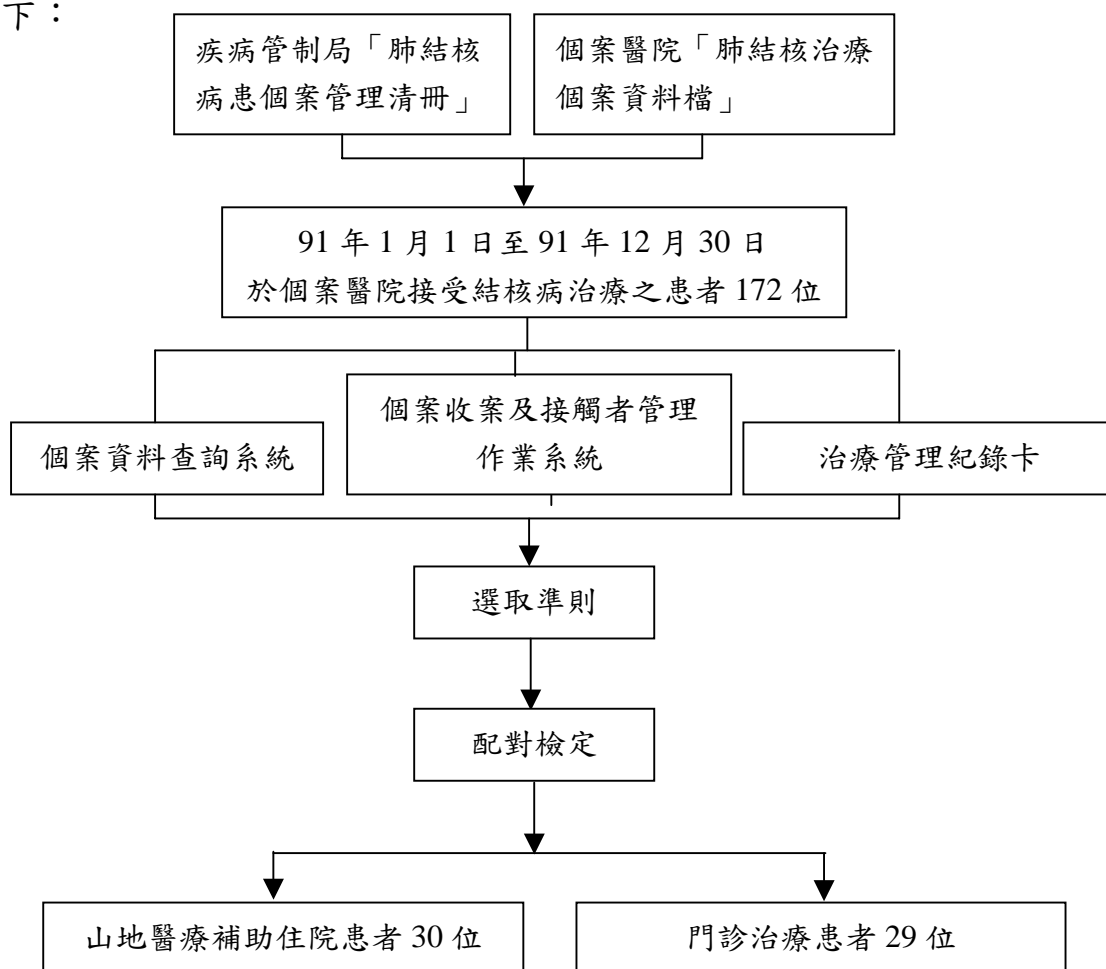 下：
疾病管制局「肺結核
病患個案管理清冊」
個案醫院「肺結核治療
個案資料檔」
91 年 1 月 1 日至 91 年 12 月 30 日
於個案醫院接受結核病治療之患者 172 位
個案資料查詢系統
個案收案及接觸者管理
作業系統
治療管理紀錄卡
選取準則
配對檢定
山地醫療補助住院患者 30 位
門診治療患者 29 位